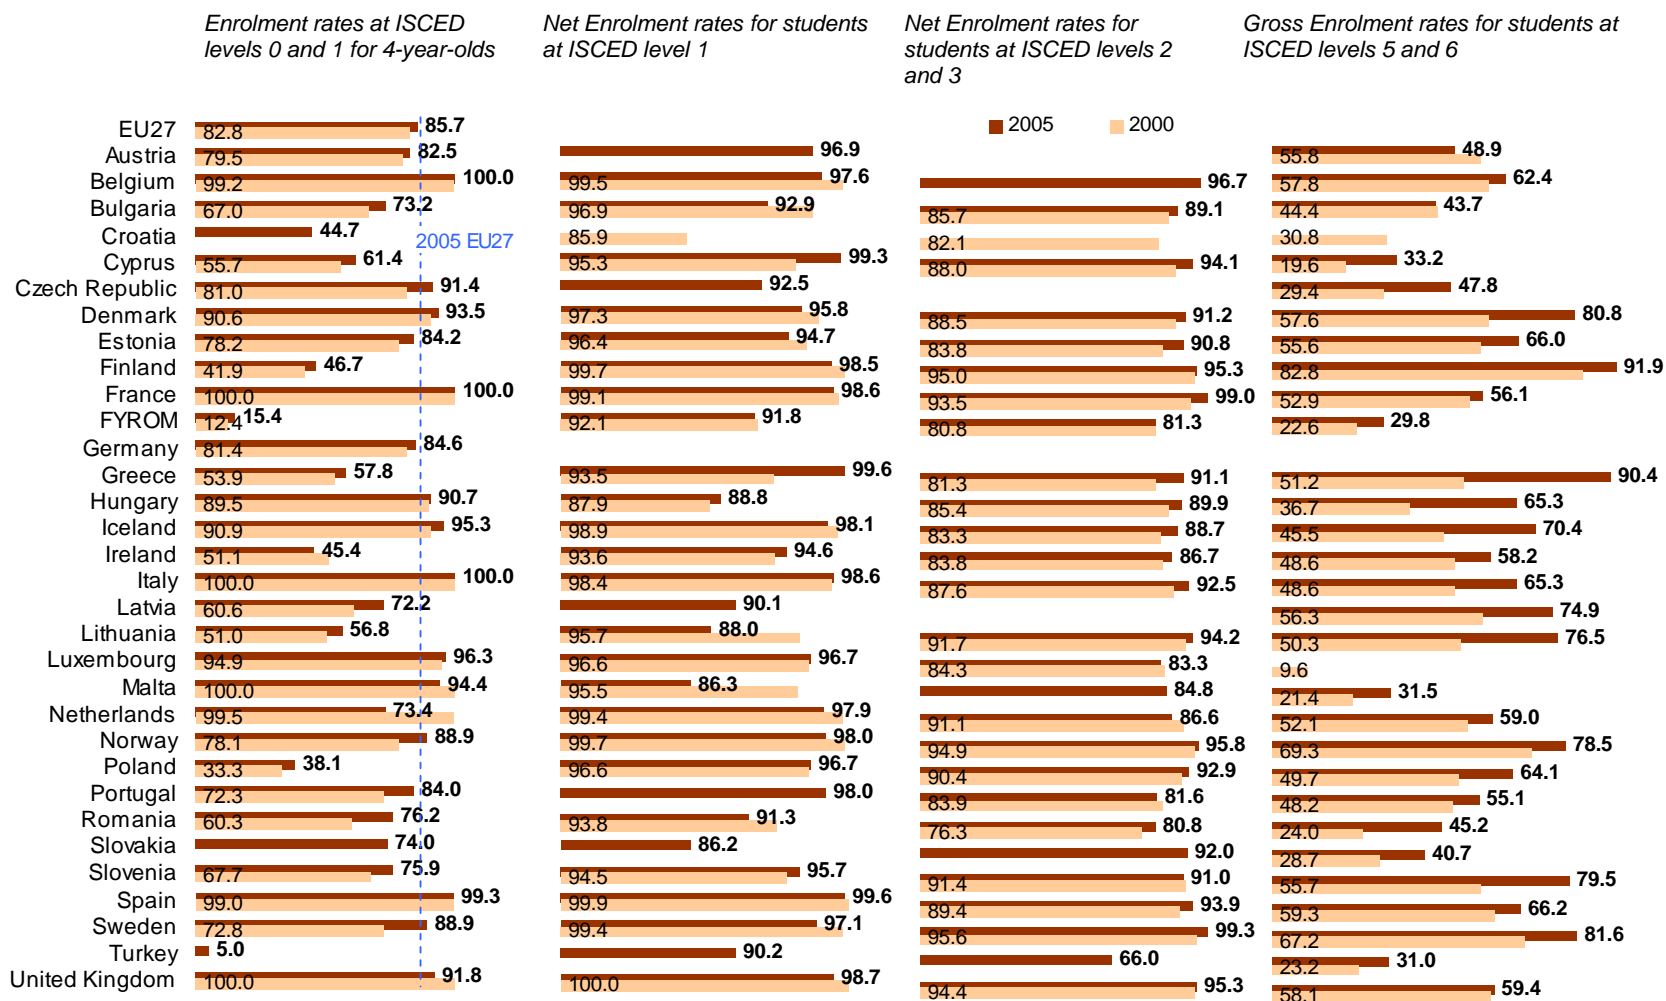 Enrolment rates at ISCED levels 0 and 1 for 4-year-olds
Net Enrolment rates for students at ISCED level 1
Net Enrolment rates for students at ISCED levels 2 and 3
Gross Enrolment rates for students at ISCED levels 5 and 6
2005 2000
EU27 82.8 85.7
Austria 79.5 82.5 96.9 55.8 48.9
Belgium 99.2 100.0 99.5 97.6 96.7 57.8 62.4
Bulgaria 67.0 73.2 96.9 92.9 85.7 89.1 44.4 43.7
Croatia 44.7 85.9 82.1 30.8
2005 EU27
Cyprus 55.7 61.4 95.3 99.3 88.0 94.1 19.6 33.2
Czech Republic 81.0 91.4 92.5 29.4 47.8
Denmark 90.6 93.5 97.3 95.8 88.5 91.2 57.6 80.8
Estonia 78.2 84.2 96.4 94.7 83.8 90.8 55.6 66.0
Finland 41.9 46.7 99.7 98.5 95.0 95.3 82.8 91.9
France 100.0 100.0 99.1 98.6 93.5 99.0 52.9 56.1
FYROM 12.4 15.4 92.1 91.8 80.8 81.3 22.6 29.8
Germany 81.4 84.6
Greece 53.9 57.8 93.5 99.6 81.3 91.1 51.2 90.4
Hungary 89.5 90.7 87.9 88.8 85.4 89.9 36.7 65.3
Iceland 90.9 95.3 98.9 98.1 83.3 88.7 45.5 70.4
Ireland 51.1 45.4 93.6 94.6 83.8 86.7 48.6 58.2
Italy 100.0 100.0 98.4 98.6 87.6 92.5 48.6 65.3
Latvia 60.6 72.2 90.1 56.3 74.9
Lithuania 51.0 56.8 95.7 88.0 91.7 94.2 50.3 76.5
Luxembourg 94.9 96.3 96.6 96.7 84.3 83.3 9.6
Malta 100.0 94.4 95.5 86.3 84.8 21.4 31.5
Netherlands 99.5 73.4 99.4 97.9 91.1 86.6 52.1 59.0
Norway 78.1 88.9 99.7 98.0 94.9 95.8 69.3 78.5
Poland 33.3 38.1 96.6 96.7 90.4 92.9 49.7 64.1
Portugal 72.3 84.0 98.0 83.9 81.6 48.2 55.1
Romania 60.3 76.2 93.8 91.3 76.3 80.8 24.0 45.2
Slovakia 74.0 86.2 92.0 28.7 40.7
Slovenia 67.7 75.9 94.5 95.7 91.4 91.0 55.7 79.5
Spain 99.0 99.3 99.9 99.6 89.4 93.9 59.3 66.2
Sweden 72.8 88.9 99.4 97.1 95.6 99.3 67.2 81.6
Turkey 5.0 90.2 66.0 23.2 31.0
United Kingdom 100.0 91.8 100.0 98.7 94.4 95.3 58.1 59.4